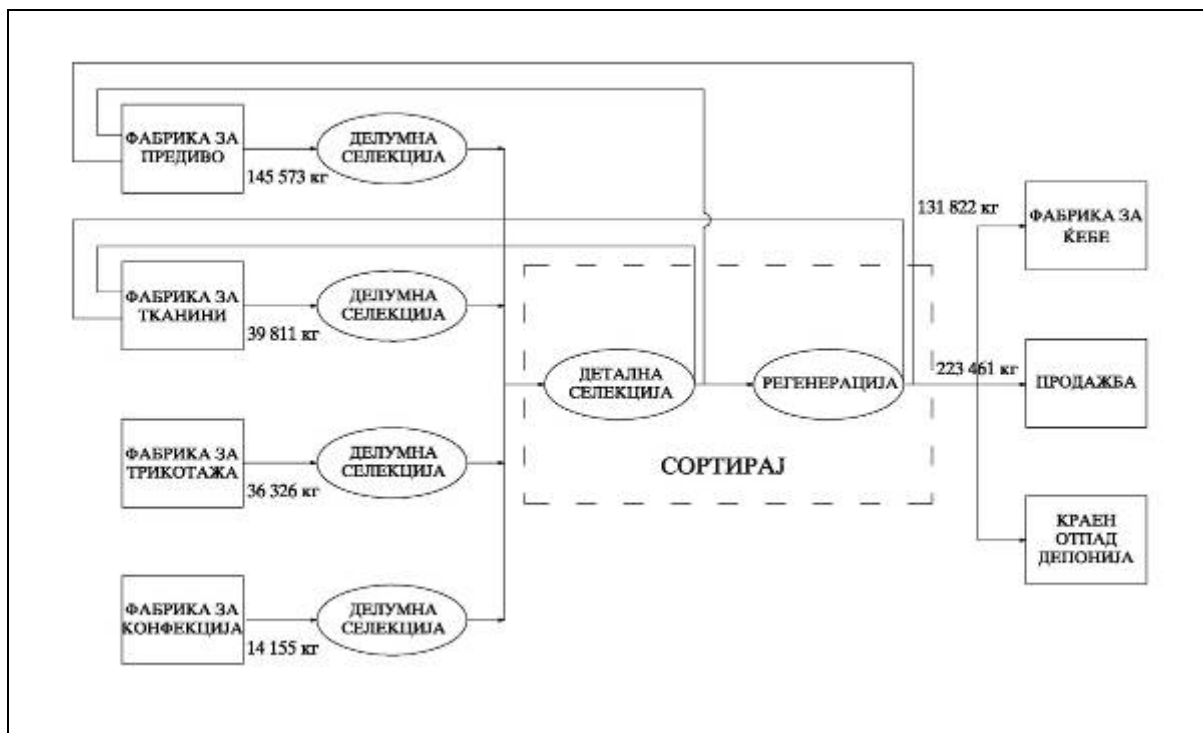 ФАБРИКА ЗА
ПРЕДИВО
145 573 кг
ДЕЛУМНА
СЕЛЕКЦИЈА
ФАБРИКА ЗА
ТКАНИНИ
39 811 кг
ДЕЛУМНА
СЕЛЕКЦИЈА
ФАБРИКА ЗА
ТРИКОТАЖА
36 326 кг
ДЕЛУМНА
СЕЛЕКЦИЈА
ФАБРИКА ЗА
КОНФЕКЦИЈА
14 155 кг
ДЕЛУМНА
СЕЛЕКЦИЈА
ДЕТАЛНА
СЕЛЕКЦИЈА
РЕГЕНЕРАЦИЈА
СОРТИРАЈ
131 822 кг
ФАБРИКА ЗА
ЌЕБЕ
223 461 кг
ПРОДАЖБА
КРАЕН
ОТПАД
ДЕПОНИЈА